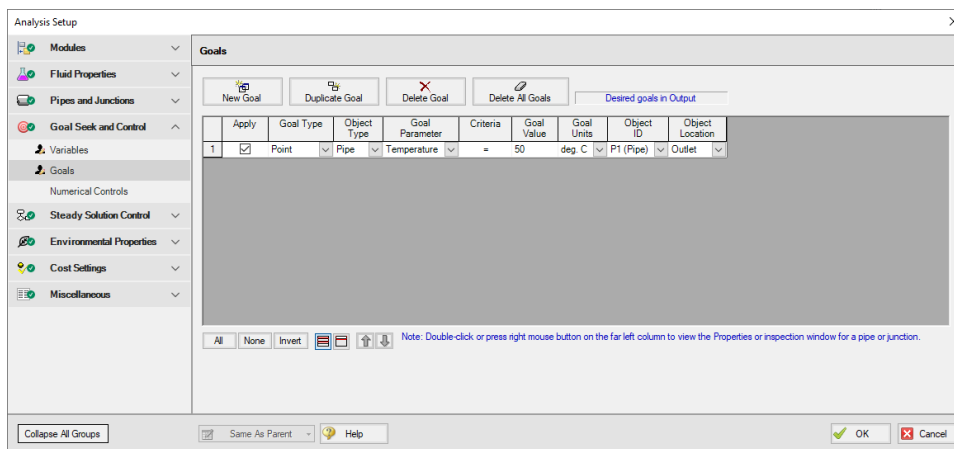 Analysis Setup
Modules
Fluid Properties
Pipes and Junctions
Goal Seek and Control
Variables
Goals
Numerical Controls
Steady Solution Control
Environmental Properties
Cost Settings
Miscellaneous
Collapse All Groups
Goals
New Goal Duplicate Goal Delete Goal Delete All Goals Desired goals in Output
Apply Goal Type Object Type Goal Parameter Criteria Goal Value Goal Units Object ID Object Location
1 Point Pipe Temperature = 50 deg. C P1 (Pipe) Outlet
All None Invert Note: Double-click or press right mouse button on the far left column to view the Properties or inspection window for a pipe or junction.
Same As Parent Help OK Cancel